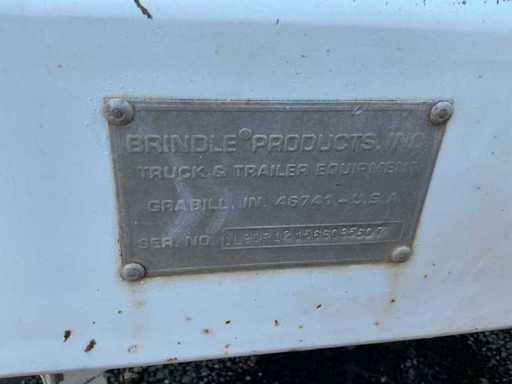 BRINDLE® PRODUCTS, INC
TRUCK & TRAILER EQUIPMENT
GRABILL, IN. 46741 - U.S.A
SER. NO.